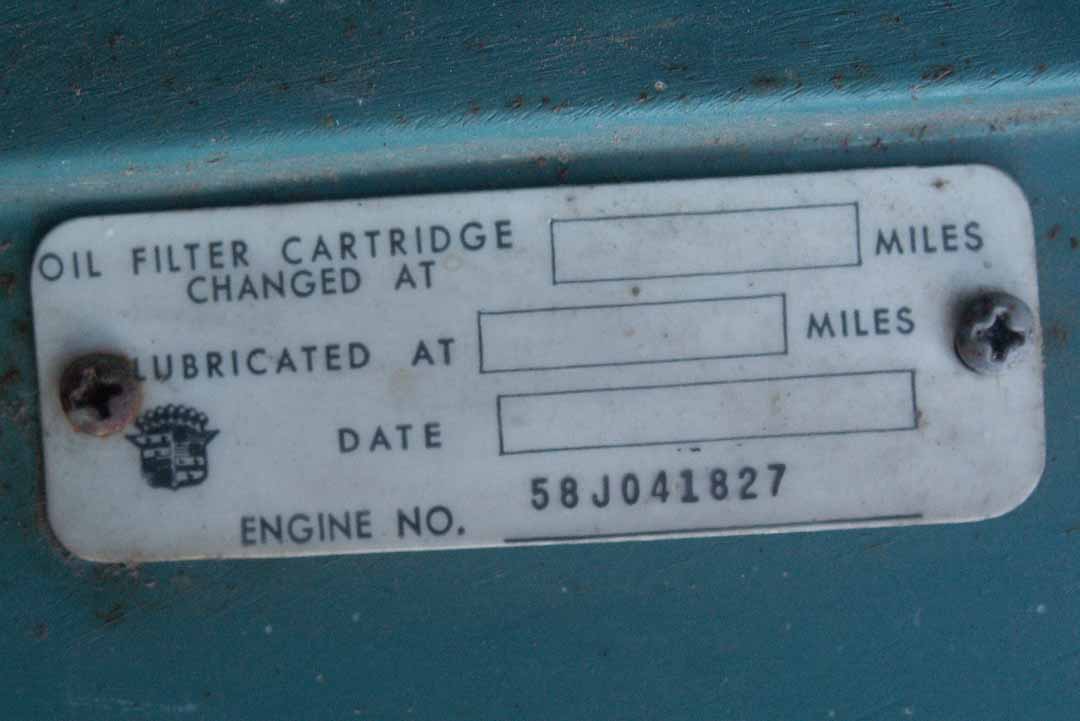 OIL FILTER CARTRIDGE MILES
CHANGED AT
LUBRICATED AT MILES
DATE
ENGINE NO. 58J041827